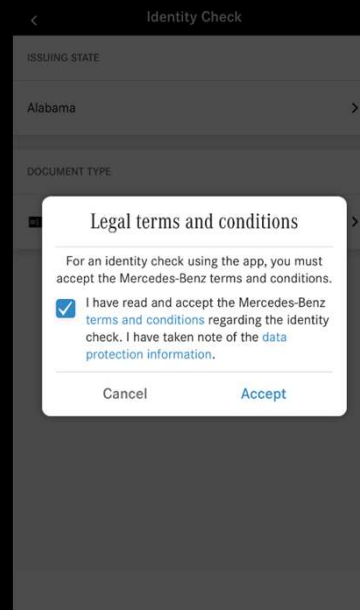 Identity Check
ISSUING STATE
Alabama
DOCUMENT TYPE
Legal terms and conditions
For an identity check using the app, you must
accept the Mercedes-Benz terms and conditions.
I have read and accept the Mercedes-Benz
terms and conditions regarding the identity
check. I have taken note of the data
protection information.
Cancel Accept